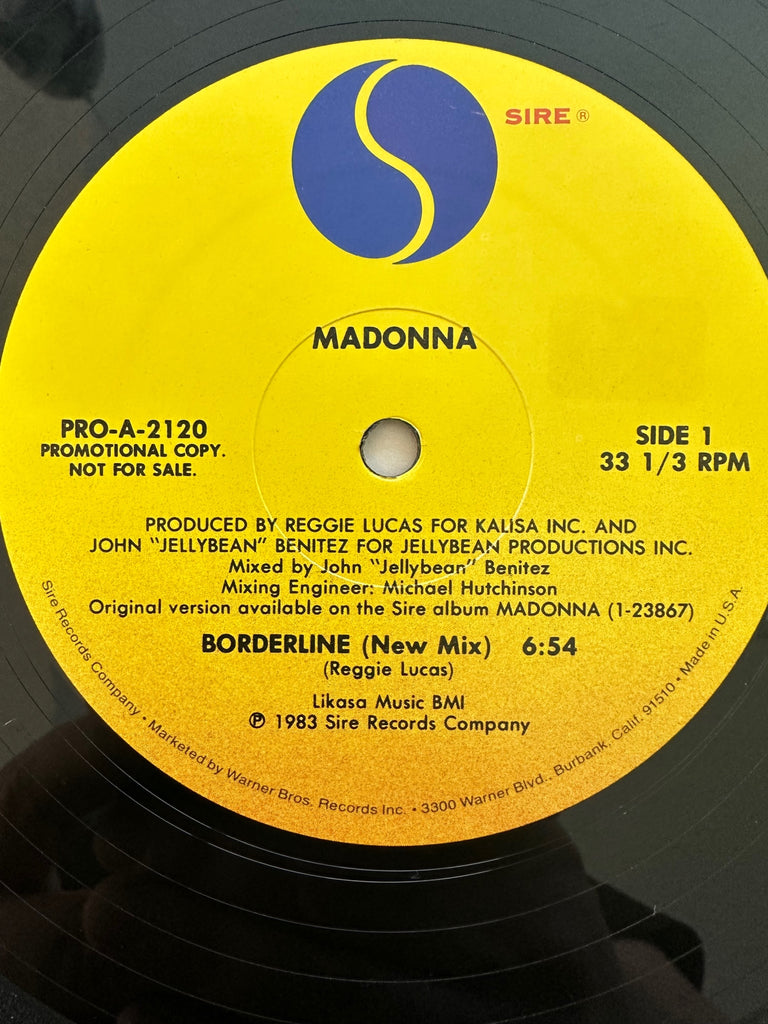 SIRE ®
MADONNA
PRO-A-2120
PROMOTIONAL COPY.
NOT FOR SALE.
SIDE 1
33 1/3 RPM
PRODUCED BY REGGIE LUCAS FOR KALISA INC. AND
JOHN "JELLYBEAN" BENITEZ FOR JELLYBEAN PRODUCTIONS INC.
Mixed by John "Jellybean" Benitez
Mixing Engineer: Michael Hutchinson
Original version available on the Sire album MADONNA (1-23867)
BORDERLINE (New Mix) 6:54
(Reggie Lucas)
Likasa Music BMI
℗ 1983 Sire Records Company
Sire Records Company • Marketed by Warner Bros. Records Inc. • 3300 Warner Blvd., Burbank, Calif. 91510 • Made in U.S.A.